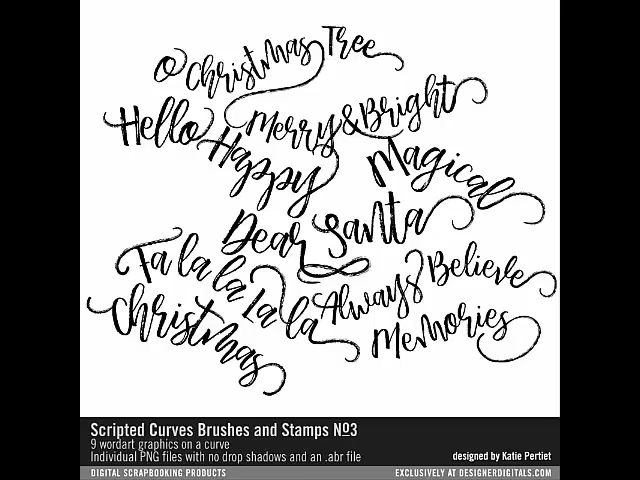 O Christmas Tree
Merry & Bright
Hello
Happy
Magical
Dear Santa
Fa la la la la
Always Believe
Christmas
Memories
Scripted Curves Brushes and Stamps №3
9 wordart graphics on a curve
Individual PNG files with no drop shadows and an .abr file
designed by Katie Pertiet
DIGITAL SCRAPBOOKING PRODUCTS
EXCLUSIVELY AT DESIGNERDIGITALS.COM